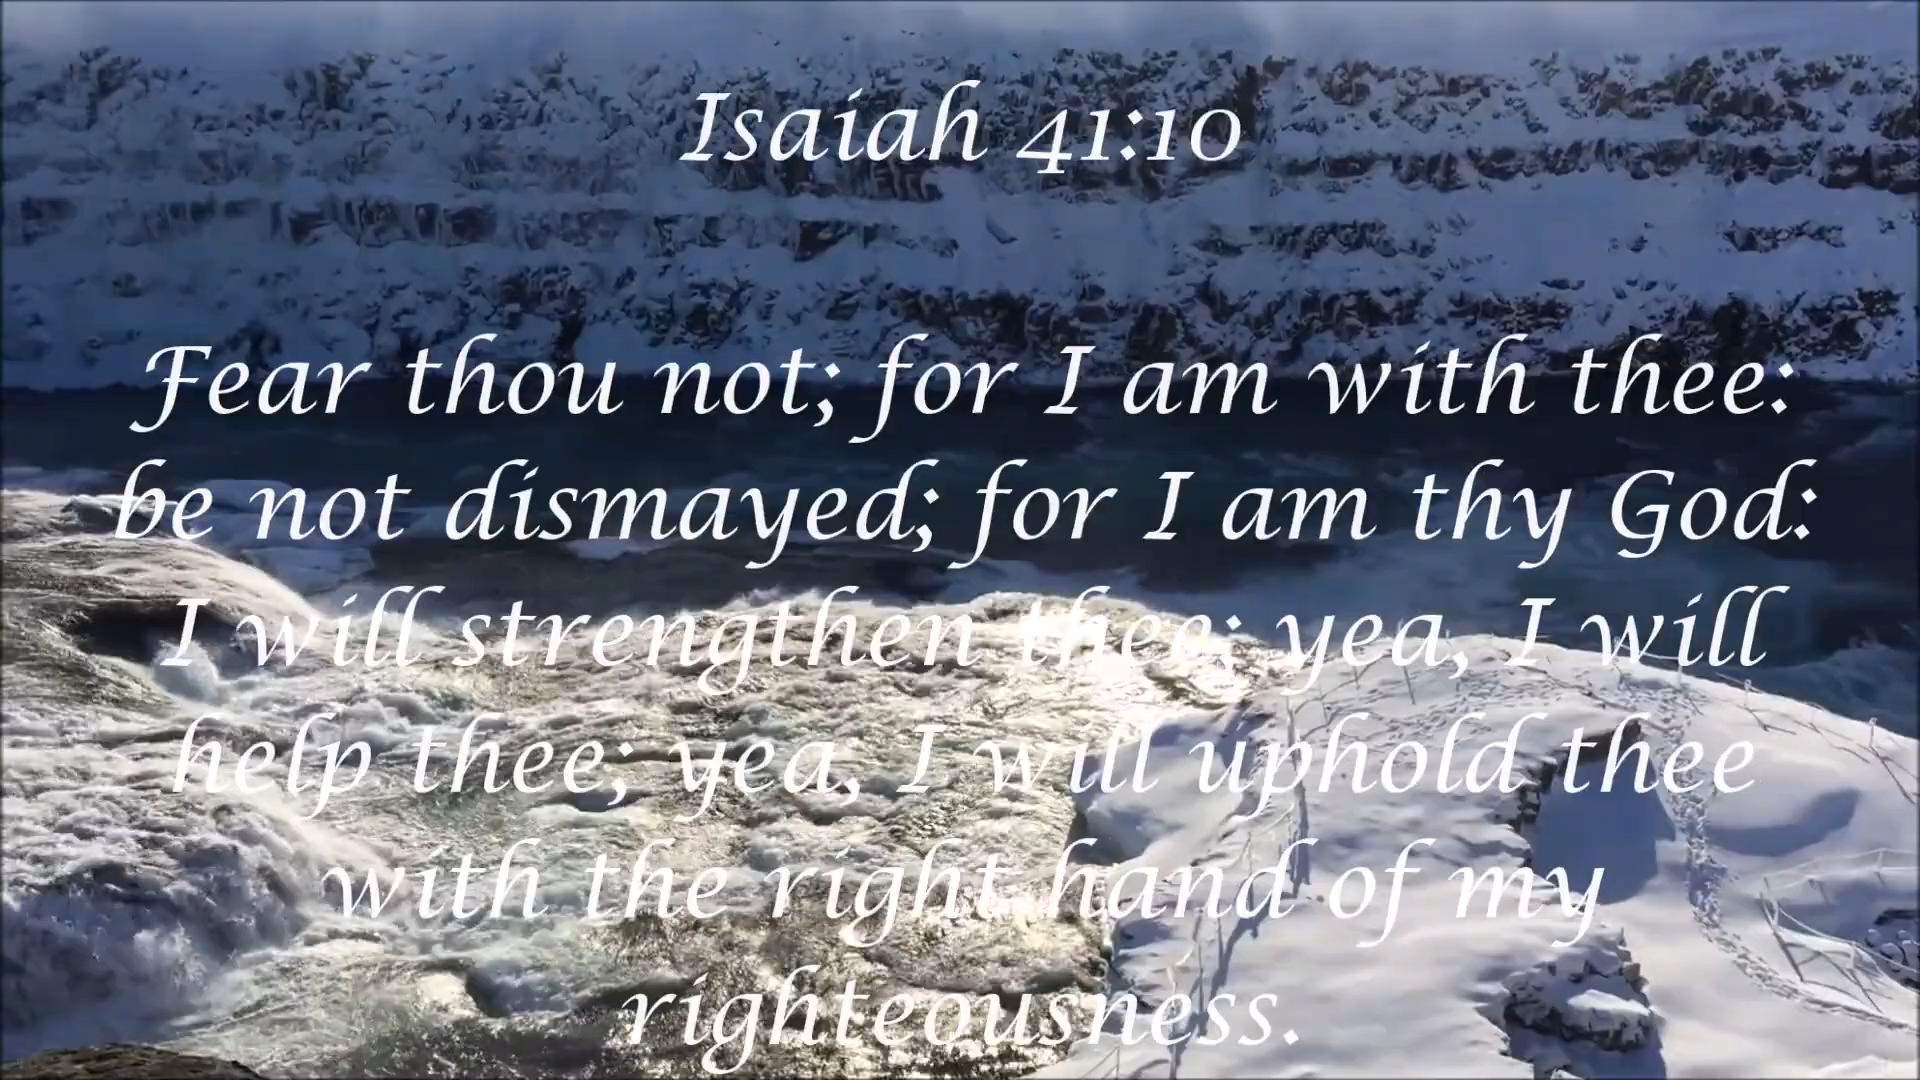 Isaiah 41:10
Fear thou not; for I am with thee:
be not dismayed; for I am thy God:
I will strengthen thee; yea, I will
help thee; yea, I will uphold thee
with the right hand of my
righteousness.